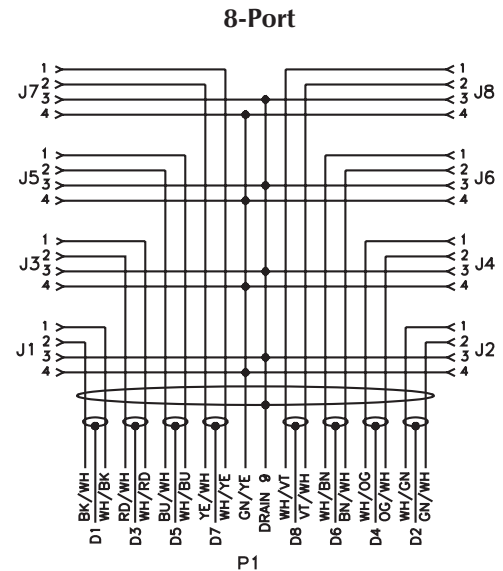 8-Port
1 1
J7 2 2 J8
3 3
4 4
1 1
J5 2 2 J6
3 3
4 4
1 1
J3 2 2 J4
3 3
4 4
1 1
J1 2 2 J2
3 3
4 4
BK/WH
D1
WH/BK
RD/WH
D3
WH/RD
BU/WH
D5
WH/BU
YE/WH
D7
WH/YE
GN/YE
DRAIN 9
WH/VT
D8
VT/WH
WH/BN
D6
BN/WH
WH/OG
D4
OG/WH
WH/GN
D2
GN/WH
P1